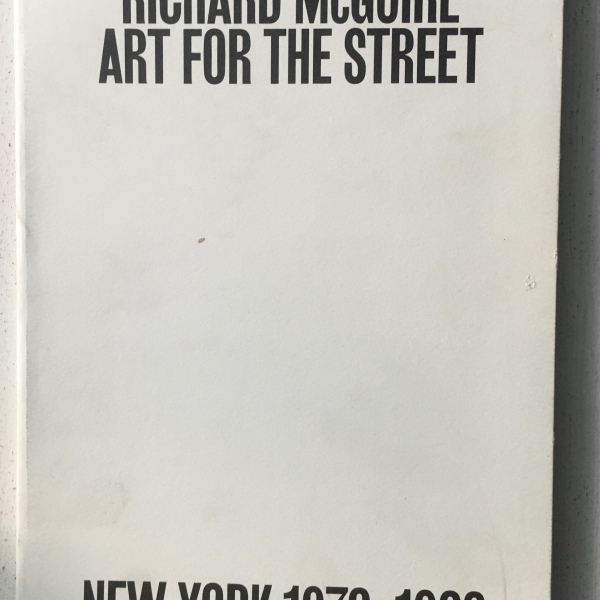 RICHARD McGUIRE
ART FOR THE STREET
NEW YORK